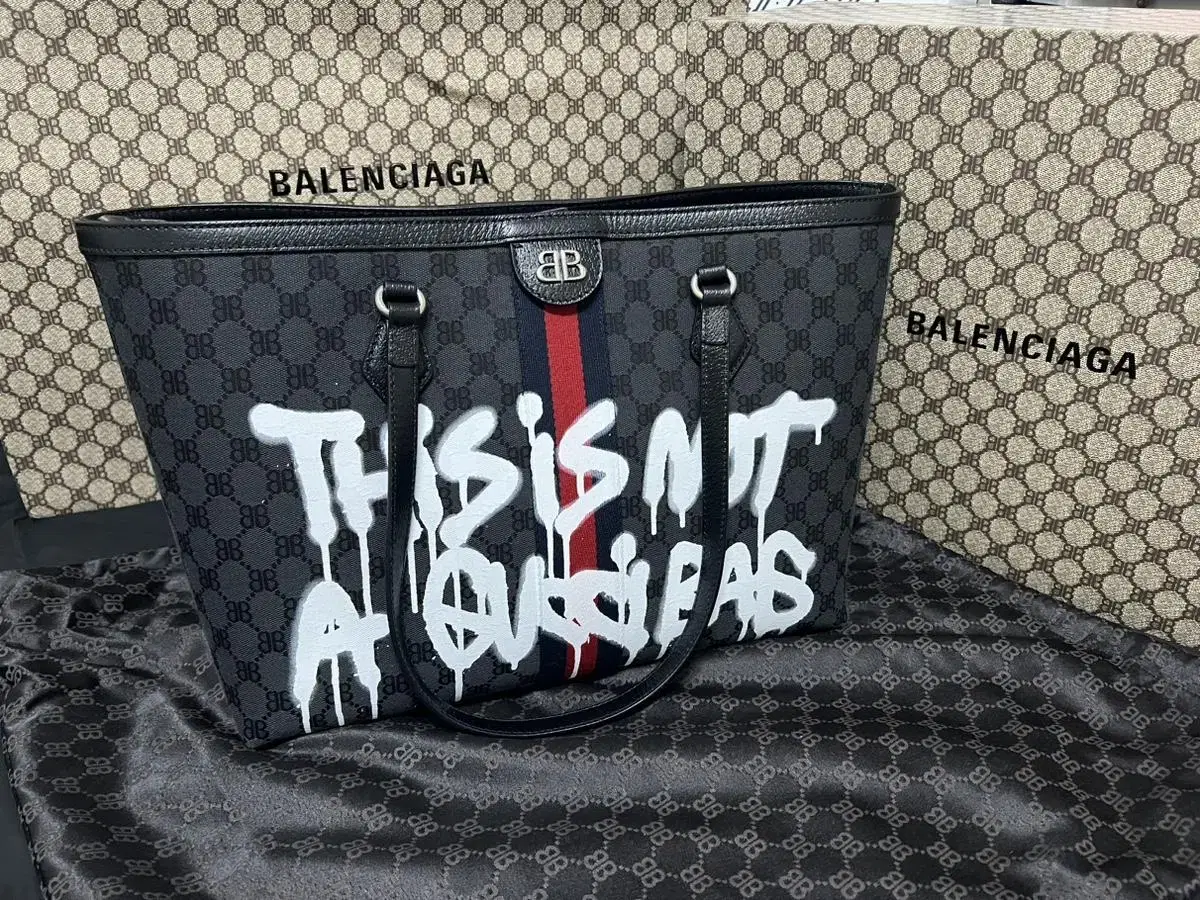 BALENCIAGA
BB
BALENCIAGA
THIS IS NOT
A GUCCI BAG